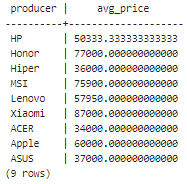 producer |     avg_price
----------+--------------------
HP       | 50333.333333333333
Honor    | 77000.000000000000
Hiper    | 36000.000000000000
MSI      | 75900.000000000000
Lenovo   | 57950.000000000000
Xiaomi   | 87000.000000000000
ACER     | 34000.000000000000
Apple    | 60000.000000000000
ASUS     | 37000.000000000000
(9 rows)